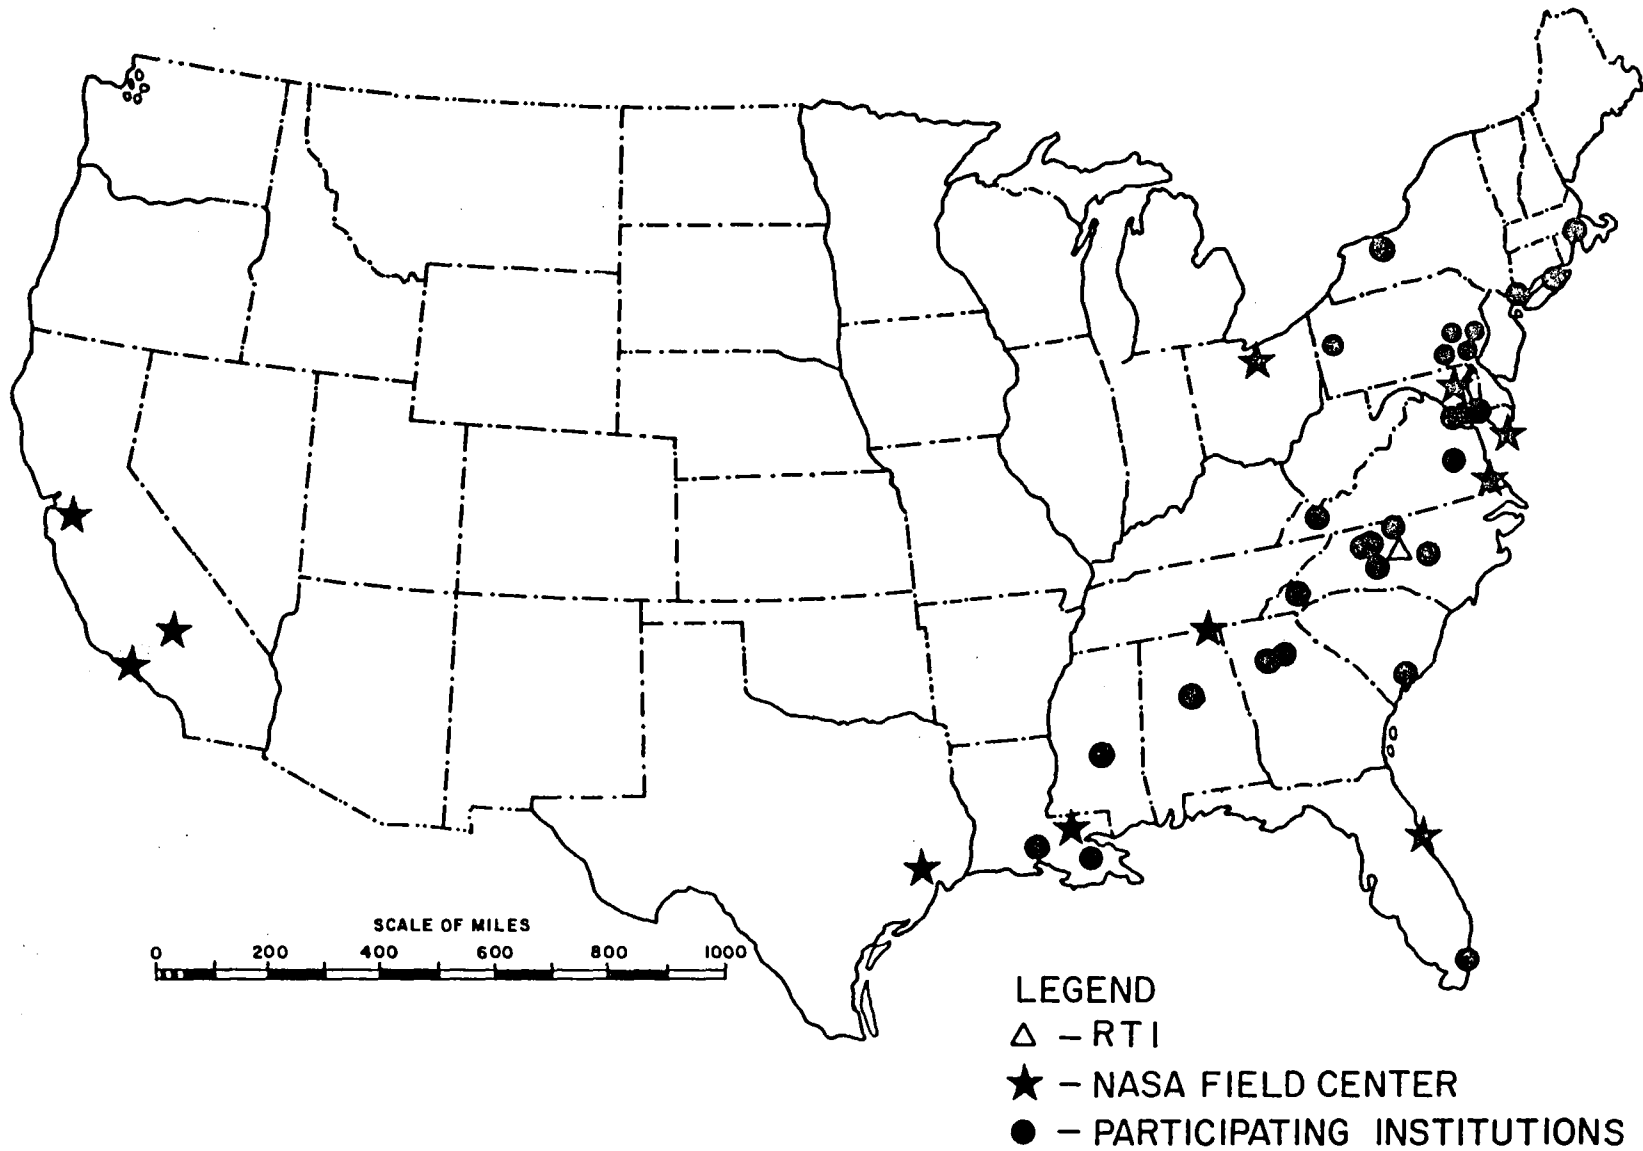 SCALE OF MILES
0 200 400 600 800 1000
LEGEND
△ – RTI
★ – NASA FIELD CENTER
● – PARTICIPATING INSTITUTIONS